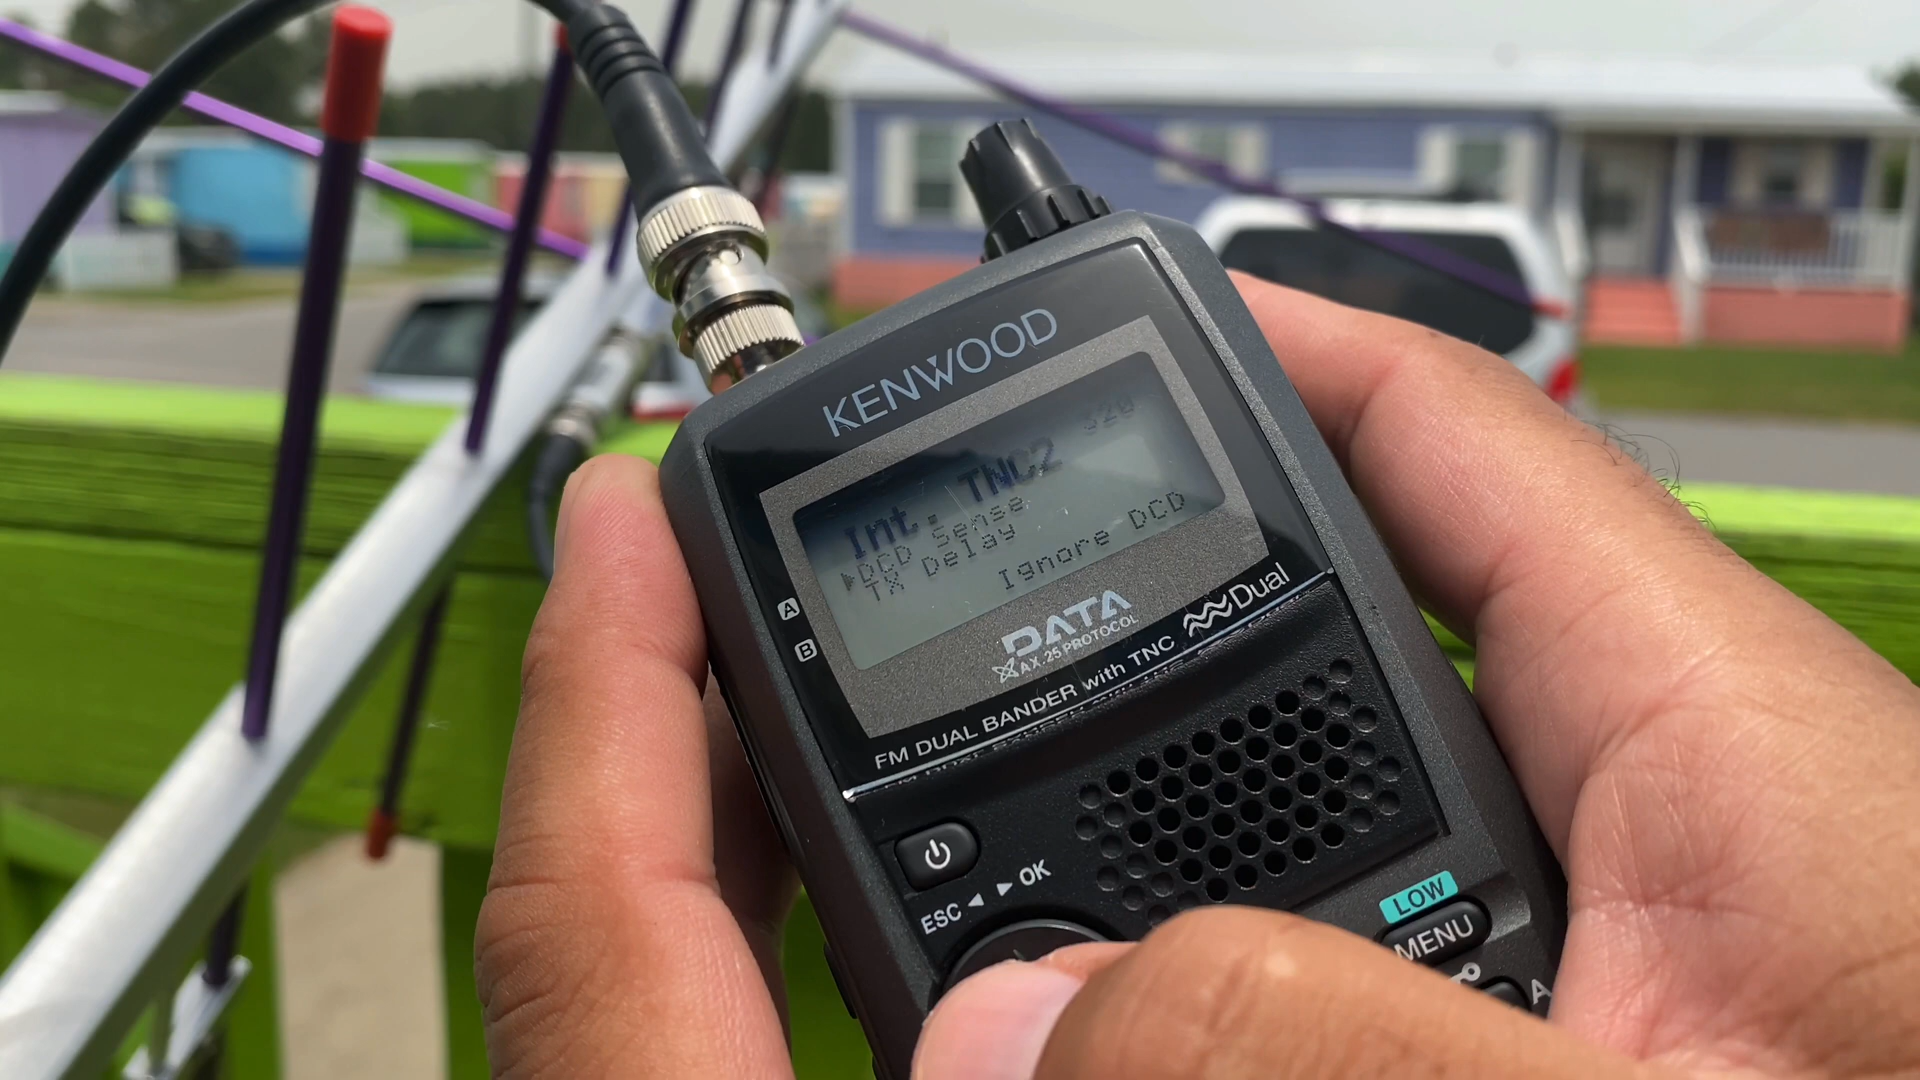 KENWOOD
320
Int. TNC2
▶DCD Sense
TX Delay
Ignore DCD
A
B
DATA
AX.25 PROTOCOL
FM DUAL BANDER with TNC Dual
ESC ◀ ▶ OK
LOW
MENU
A